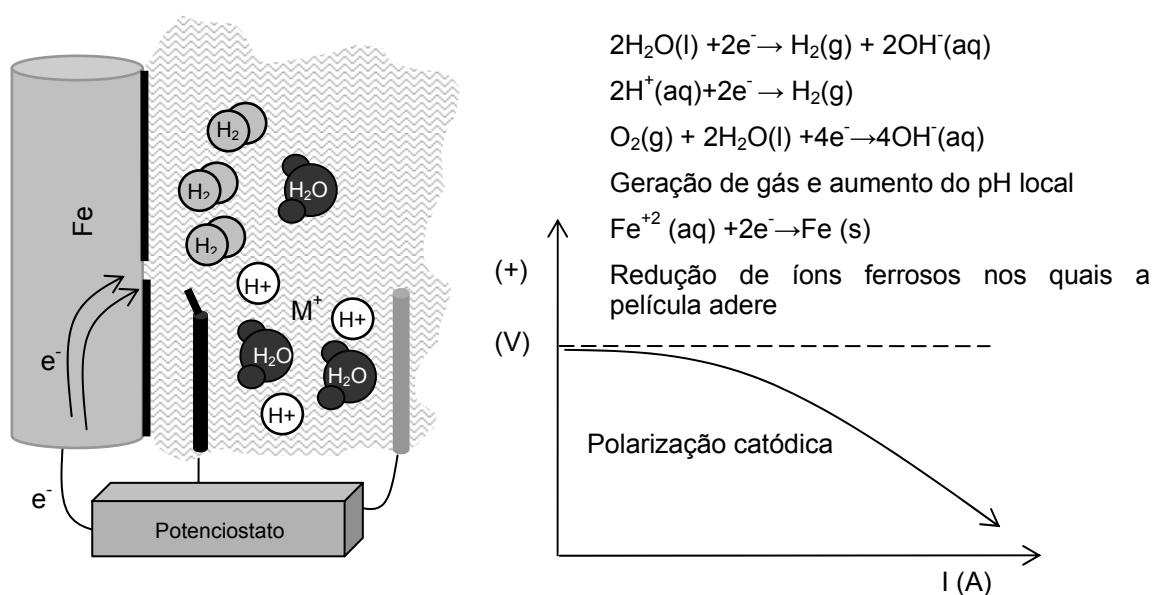 Fe
e-
e-
H2
H2
H2
H2O
H+
M+
H+
H2O
H2O
H+
Potenciostato
2H2O(l) +2e-→ H2(g) + 2OH-(aq)
2H+(aq)+2e-→ H2(g)
O2(g) + 2H2O(l) +4e-→4OH-(aq)
Geração de gás e aumento do pH local
Fe+2 (aq) +2e-→Fe (s)
Redução de íons ferrosos nos quais a
película adere
(+)
(V)
Polarização catódica
I (A)